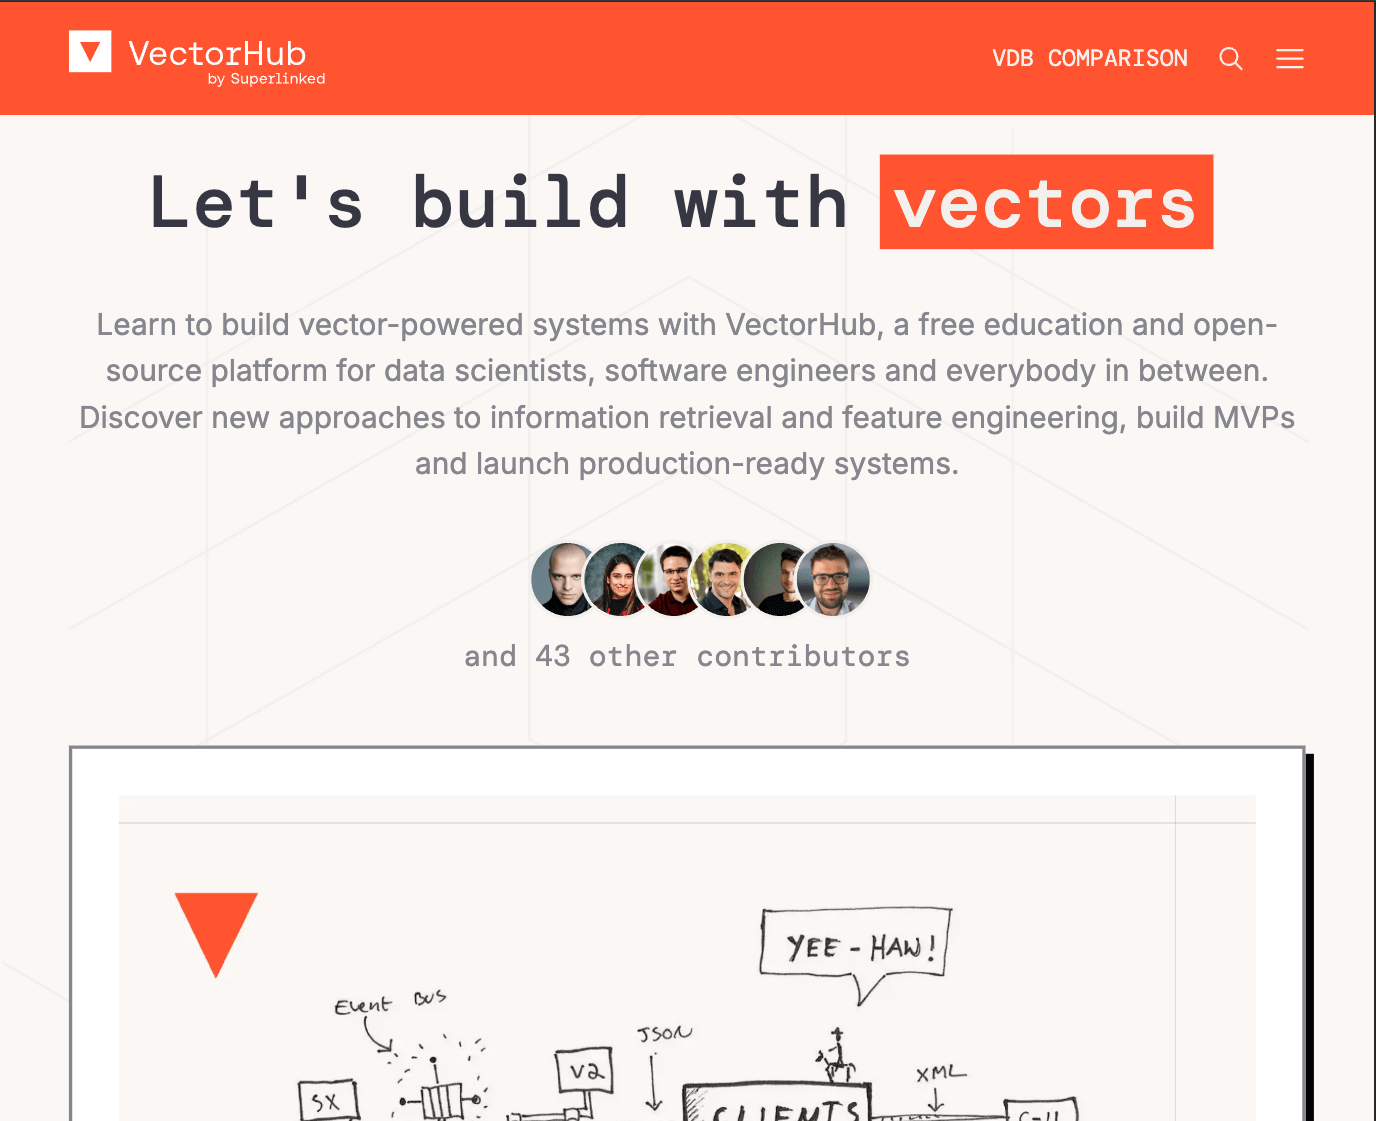 VectorHub
by Superlinked
VDB COMPARISON
Let's build with vectors
Learn to build vector-powered systems with VectorHub, a free education and open-
source platform for data scientists, software engineers and everybody in between.
Discover new approaches to information retrieval and feature engineering, build MVPs
and launch production-ready systems.
and 43 other contributors
YEE-HAW!
Event Bus
JSON
V2
XML
SX
CLIENTS